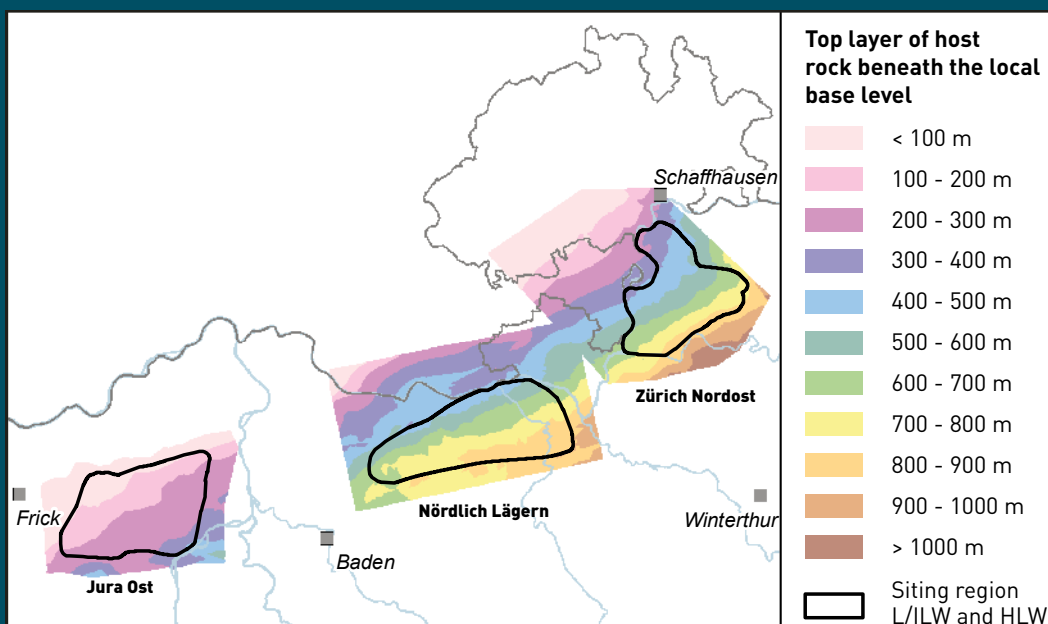 Schaffhausen
Zürich Nordost
Nördlich Lägern
Winterthur
Frick
Baden
Jura Ost
Top layer of host
rock beneath the local
base level
< 100 m
100 - 200 m
200 - 300 m
300 - 400 m
400 - 500 m
500 - 600 m
600 - 700 m
700 - 800 m
800 - 900 m
900 - 1000 m
> 1000 m
Siting region
L/ILW and HLW